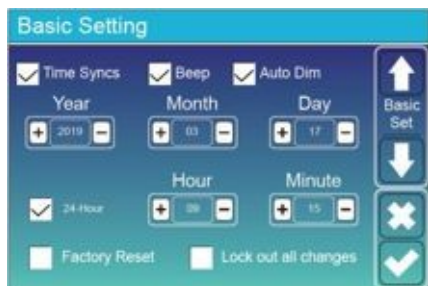 Basic Setting
Time Syncs Beep Auto Dim
Year Month Day
+ 2019 − + 03 − + 17 −
Basic
Set
Hour Minute
24-Hour + 09 − + 15 −
Factory Reset Lock out all changes